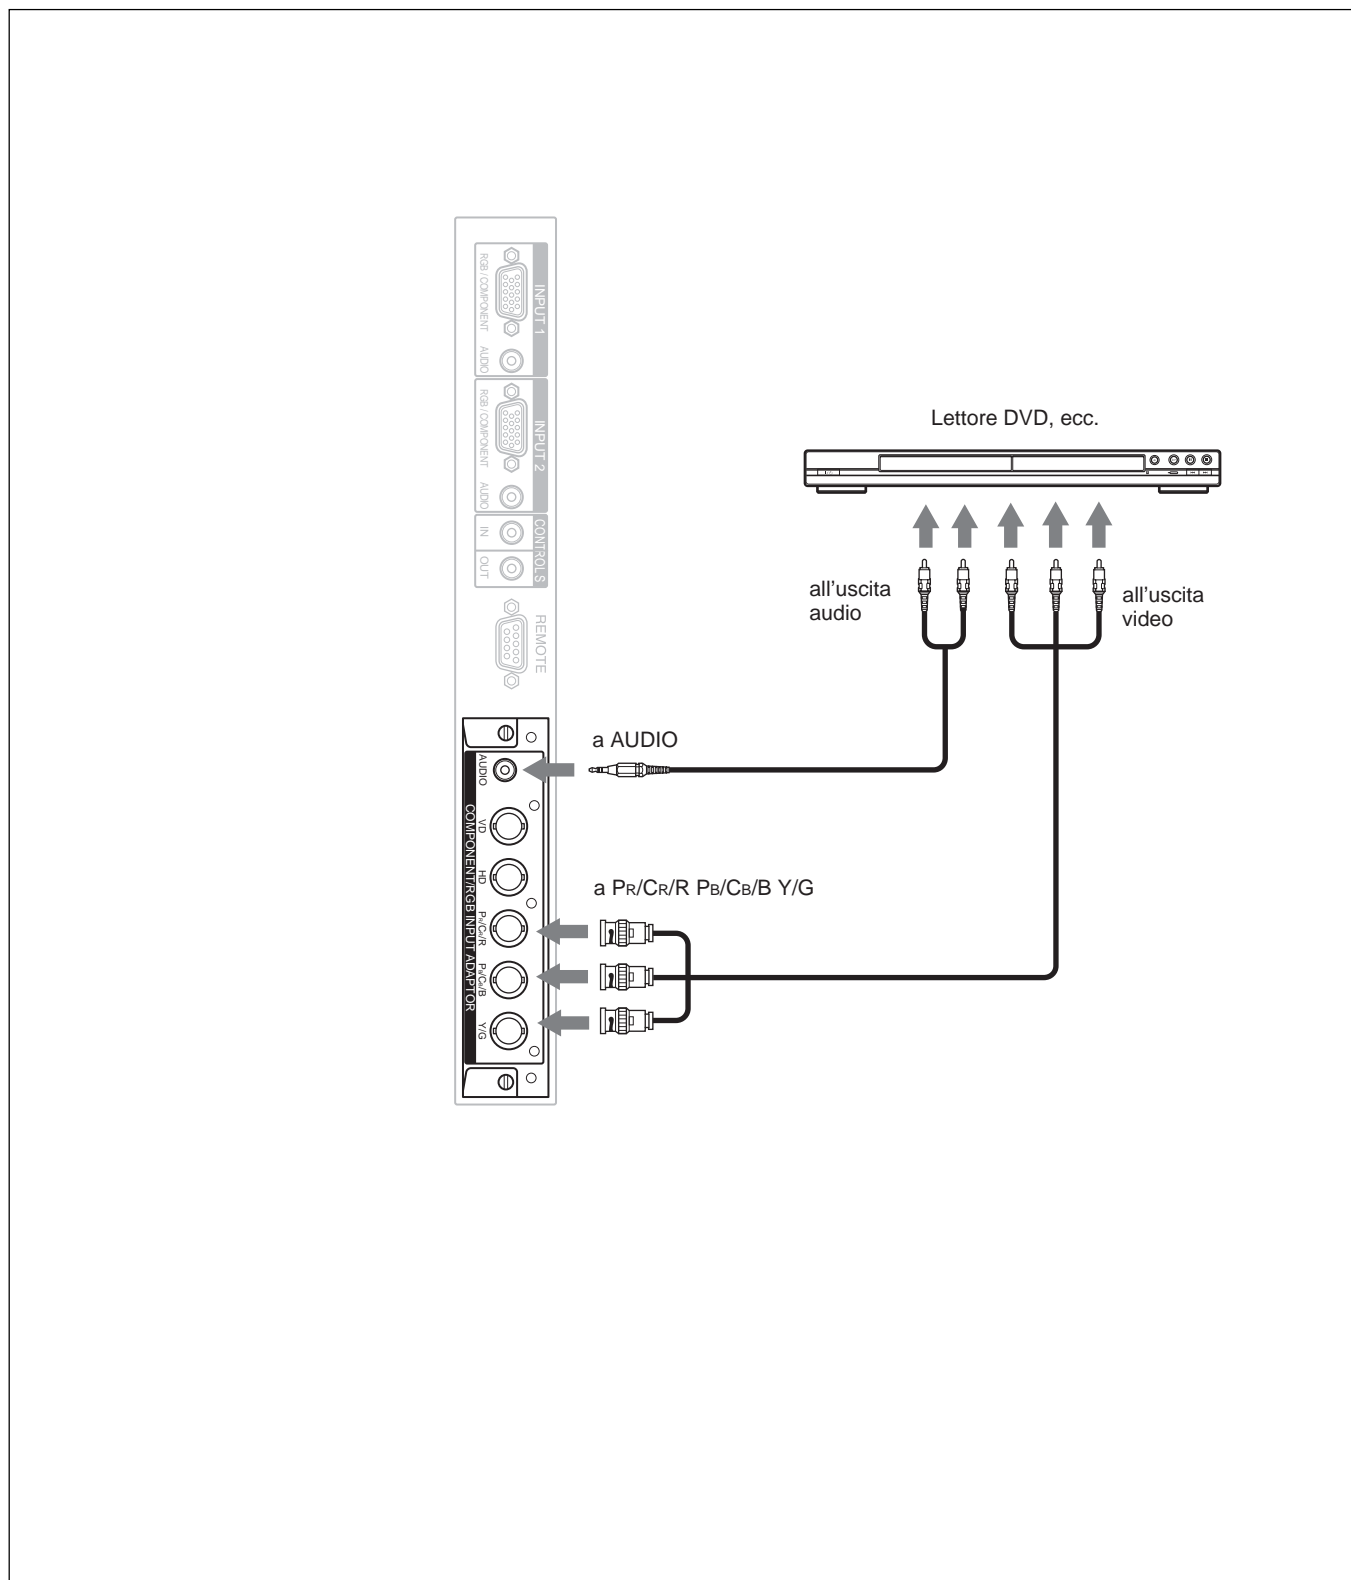 INPUT 1
RGB / COMPONENT
AUDIO
INPUT 2
RGB / COMPONENT
AUDIO
CONTROLS
IN
OUT
REMOTE
Lettore DVD, ecc.
all'uscita
audio
all'uscita
video
a AUDIO
AUDIO
VD
HD
PR/CR/R
PB/CB/B
Y/G
COMPONENT/RGB INPUT ADAPTOR
a PR/CR/R PB/CB/B Y/G